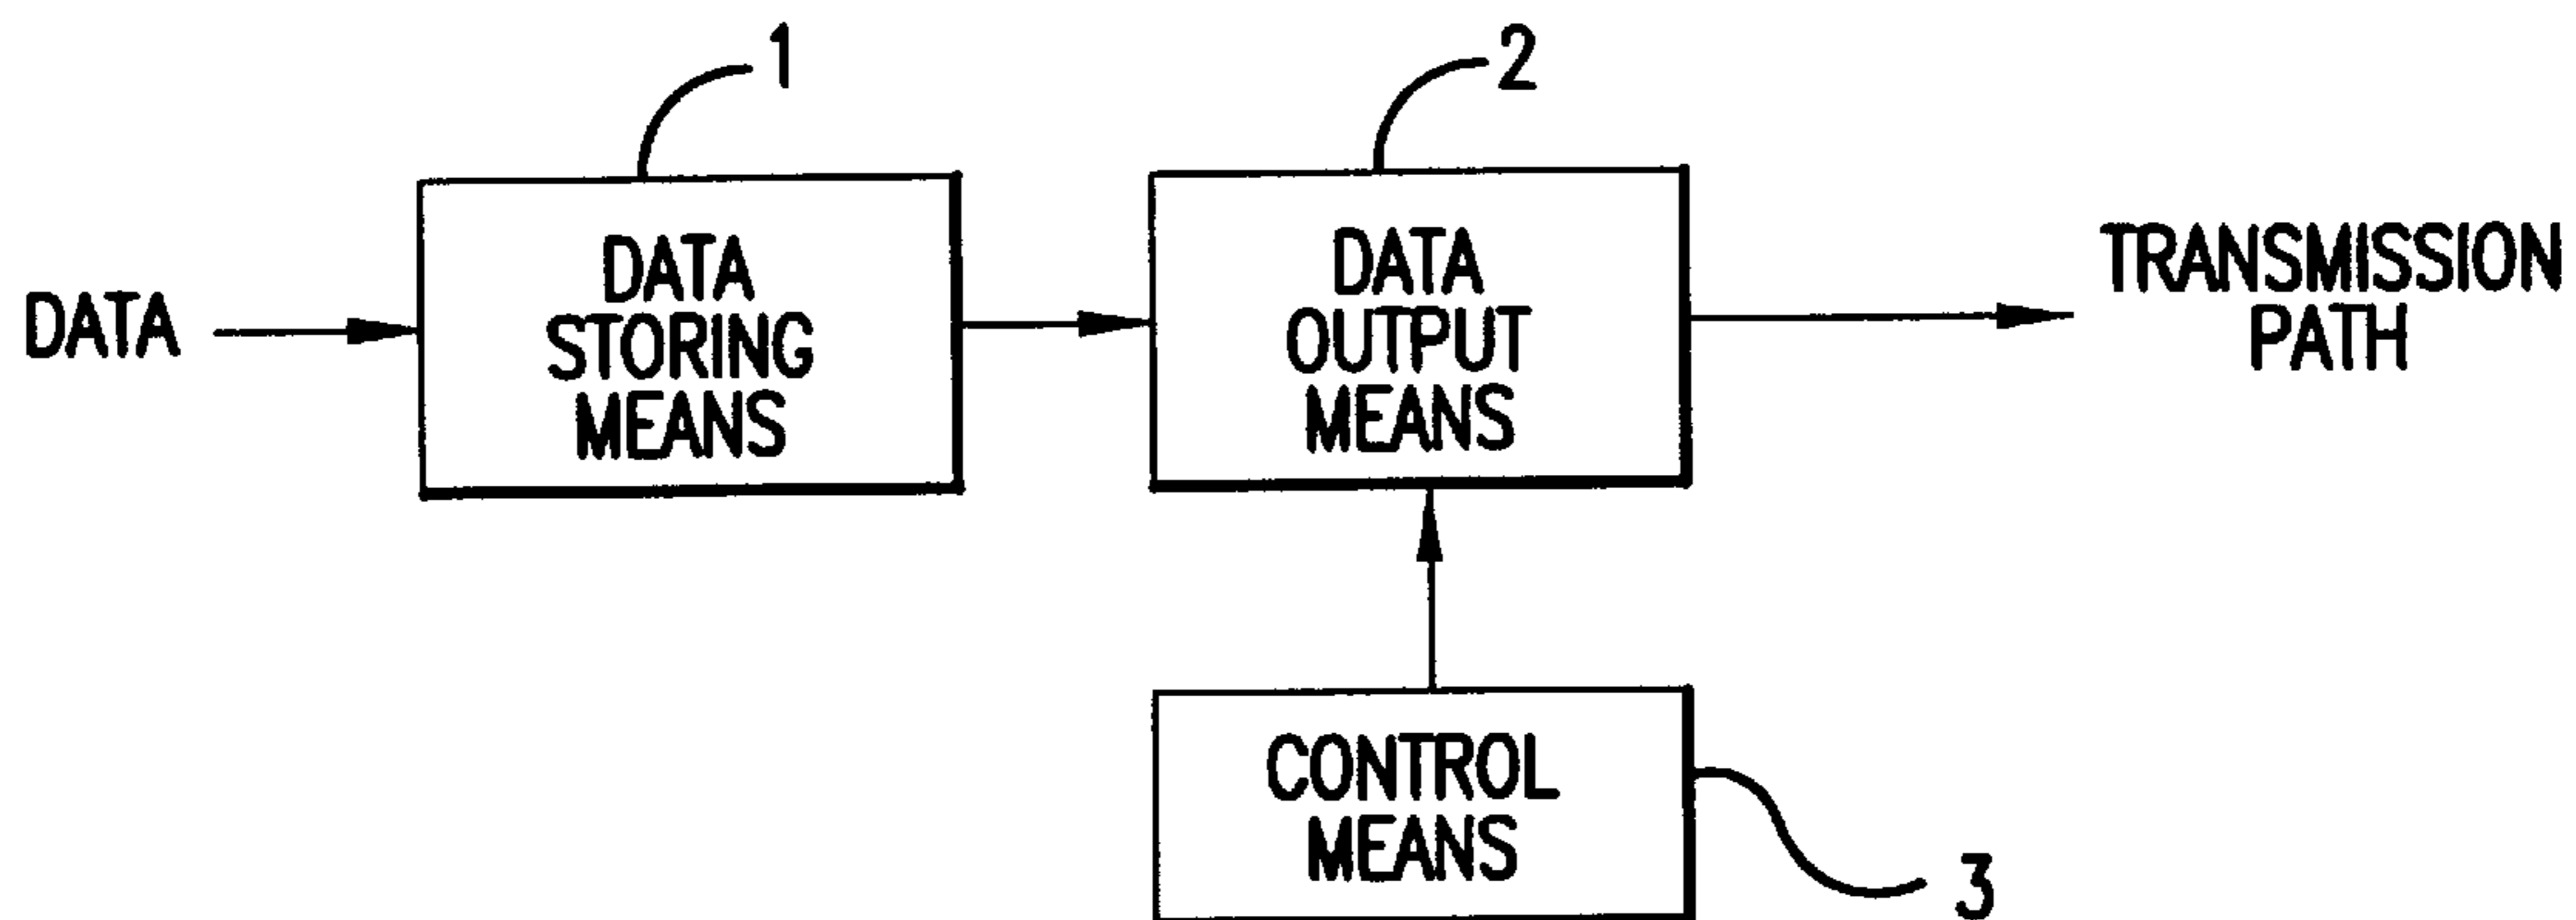 1
2
DATA
DATA
STORING
MEANS
DATA
OUTPUT
MEANS
TRANSMISSION
PATH
CONTROL
MEANS
3